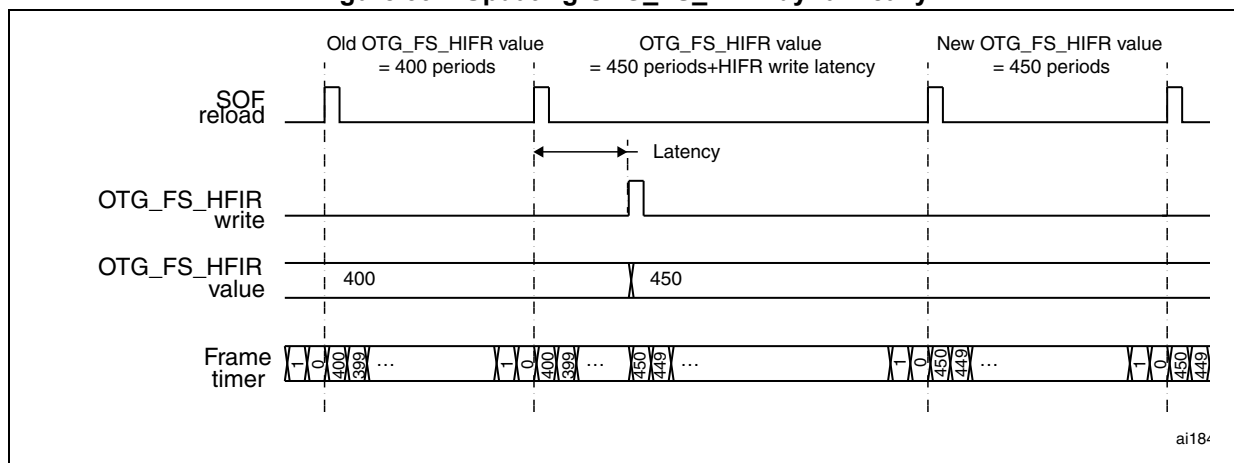 Old OTG_FS_HIFR value
= 400 periods
OTG_FS_HIFR value
= 450 periods+HIFR write latency
New OTG_FS_HIFR value
= 450 periods
SOF
reload
Latency
OTG_FS_HFIR
write
OTG_FS_HFIR
value
400
450
Frame
timer
1 0 400 399 ... 1 0 400 399 ... 450 449 ... 1 0 450 449 ... 1 0 450 449
ai184